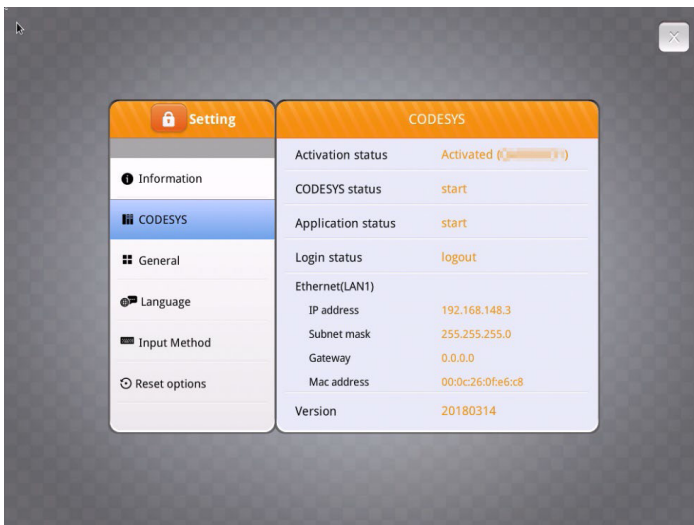 Setting
CODESYS
Information
CODESYS
General
Language
Input Method
Reset options
Activation status Activated ( )
CODESYS status start
Application status start
Login status logout
Ethernet(LAN1)
IP address 192.168.148.3
Subnet mask 255.255.255.0
Gateway 0.0.0.0
Mac address 00:0c:26:0f:e6:c8
Version 20180314